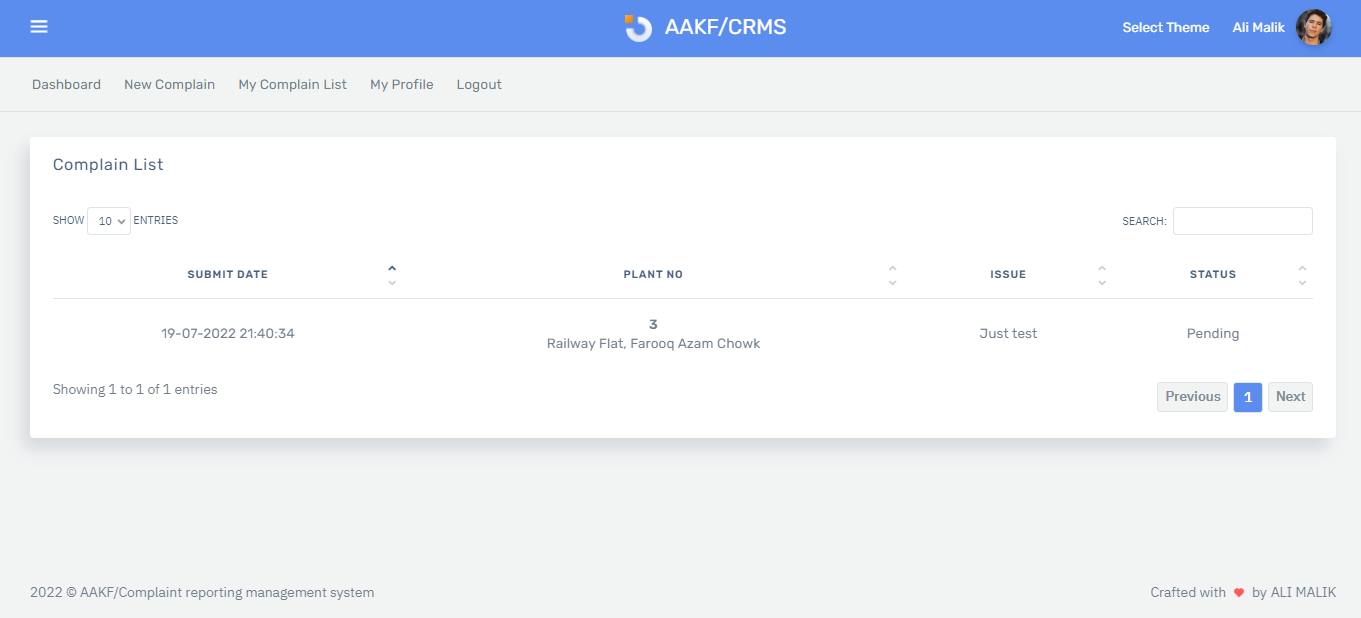 AAKF/CRMS
Select Theme Ali Malik
Dashboard New Complain My Complain List My Profile Logout
Complain List
SHOW 10 ENTRIES SEARCH:
SUBMIT DATE PLANT NO ISSUE STATUS
19-07-2022 21:40:34
3
Railway Flat, Farooq Azam Chowk
Just test
Pending
Showing 1 to 1 of 1 entries
Previous 1 Next
2022 © AAKF/Complaint reporting management system
Crafted with ♥ by ALI MALIK